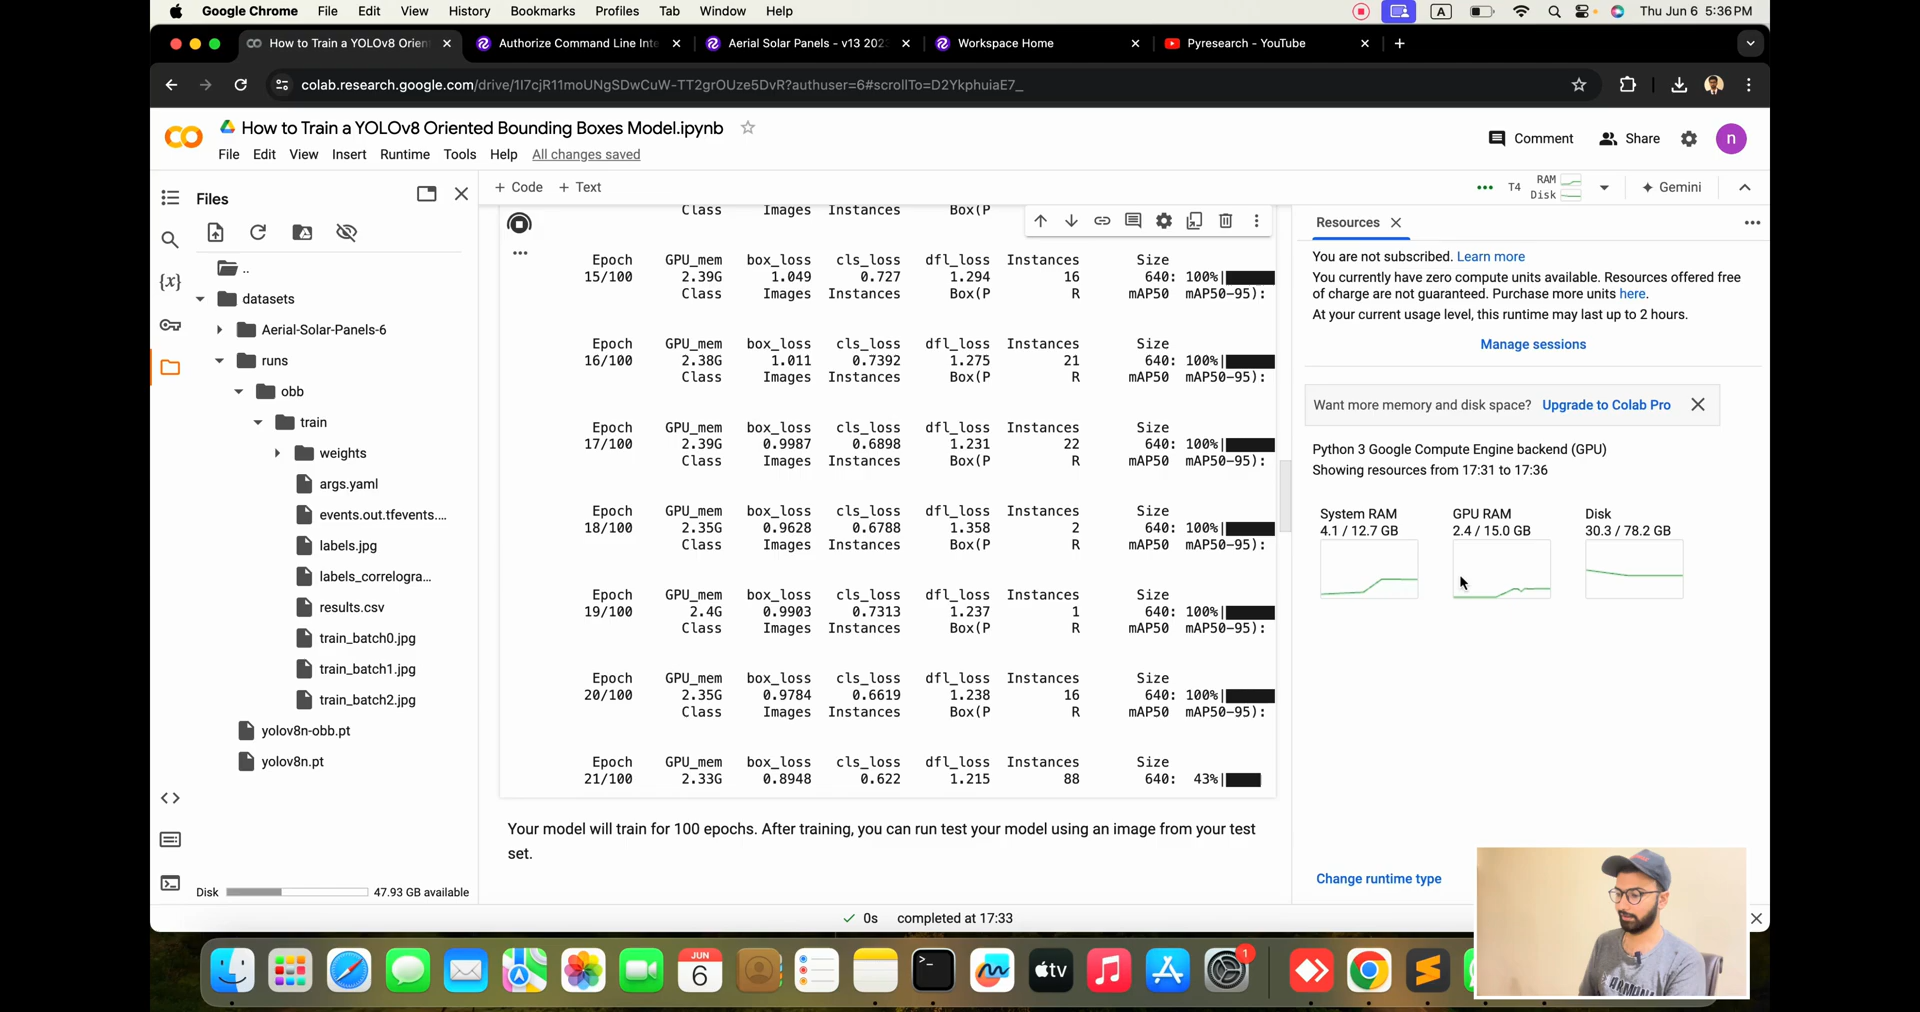 Google Chrome File Edit View History Bookmarks Profiles Tab Window Help
A
Thu Jun 6 5:36 PM
How to Train a YOLOv8 Orien
Authorize Command Line Inte
Aerial Solar Panels - v13 202
Workspace Home
Pyresearch - YouTube
colab.research.google.com/drive/1I7cjR11moUNgSDwCuW-TT2grOUze5DvR?authuser=6#scrollTo=D2YkphuiaE7_
How to Train a YOLOv8 Oriented Bounding Boxes Model.ipynb
Comment Share n
File Edit View Insert Runtime Tools Help All changes saved
Files
+ Code + Text
T4 RAM Disk
Gemini
..
datasets
Aerial-Solar-Panels-6
runs
obb
train
weights
args.yaml
events.out.tfevents....
labels.jpg
labels_correlogra...
results.csv
train_batch0.jpg
train_batch1.jpg
train_batch2.jpg
yolov8n-obb.pt
yolov8n.pt
{x}
Disk 47.93 GB available
Class Images Instances Box(P
Epoch GPU_mem box_loss cls_loss dfl_loss Instances Size
15/100 2.39G 1.049 0.727 1.294 16 640: 100%|
Class Images Instances Box(P R mAP50 mAP50-95):
Epoch GPU_mem box_loss cls_loss dfl_loss Instances Size
16/100 2.38G 1.011 0.7392 1.275 21 640: 100%|
Class Images Instances Box(P R mAP50 mAP50-95):
Epoch GPU_mem box_loss cls_loss dfl_loss Instances Size
17/100 2.39G 0.9987 0.6898 1.231 22 640: 100%|
Class Images Instances Box(P R mAP50 mAP50-95):
Epoch GPU_mem box_loss cls_loss dfl_loss Instances Size
18/100 2.35G 0.9628 0.6788 1.358 2 640: 100%|
Class Images Instances Box(P R mAP50 mAP50-95):
Epoch GPU_mem box_loss cls_loss dfl_loss Instances Size
19/100 2.4G 0.9903 0.7313 1.237 1 640: 100%|
Class Images Instances Box(P R mAP50 mAP50-95):
Epoch GPU_mem box_loss cls_loss dfl_loss Instances Size
20/100 2.35G 0.9784 0.6619 1.238 16 640: 100%|
Class Images Instances Box(P R mAP50 mAP50-95):
Epoch GPU_mem box_loss cls_loss dfl_loss Instances Size
21/100 2.33G 0.8948 0.622 1.215 88 640: 43%|
Your model will train for 100 epochs. After training, you can run test your model using an image from your test
set.
Resources
You are not subscribed. Learn more
You currently have zero compute units available. Resources offered free
of charge are not guaranteed. Purchase more units here.
At your current usage level, this runtime may last up to 2 hours.
Manage sessions
Want more memory and disk space? Upgrade to Colab Pro
Python 3 Google Compute Engine backend (GPU)
Showing resources from 17:31 to 17:36
System RAM
4.1 / 12.7 GB
GPU RAM
2.4 / 15.0 GB
Disk
30.3 / 78.2 GB
Change runtime type
0s completed at 17:33
JUN
6
tv
1